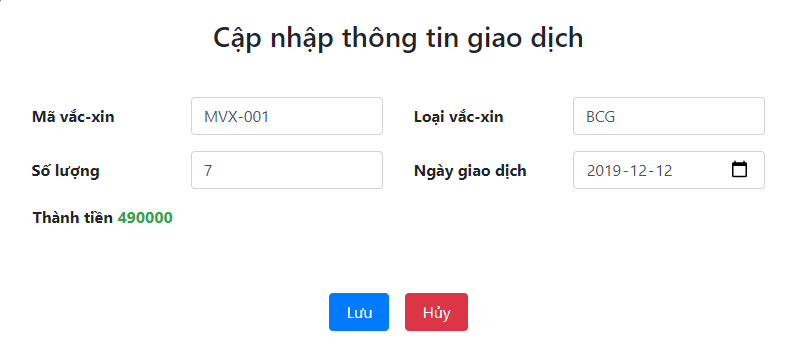 Cập nhập thông tin giao dịch
Mã vắc-xin MVX-001 Loại vắc-xin BCG
Số lượng 7 Ngày giao dịch 2019-12-12
Thành tiền 490000
Lưu Hủy